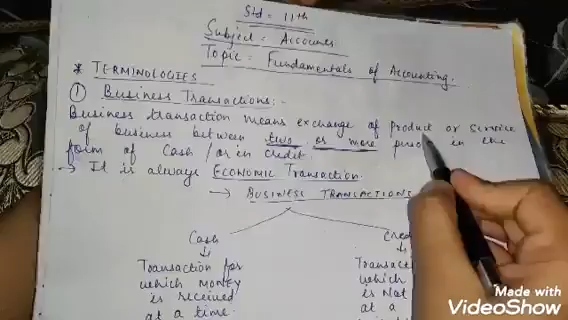 Std = 11th
Subject = Accounts
Topic = Fundamentals of Accounting.
* TERMINOLOGIES
① Business Transactions:-
Business transaction means exchange of product or service
of business between two or more person in the
form of cash / or in credit.
→ It is always ECONOMIC Transaction.
→ BUSINESS TRANSACTIONS
Cash
↓
Transaction for
which MONEY
is received
at a time.
Cred
↓
Transact
which
is Not
at a
Made with
VideoShow